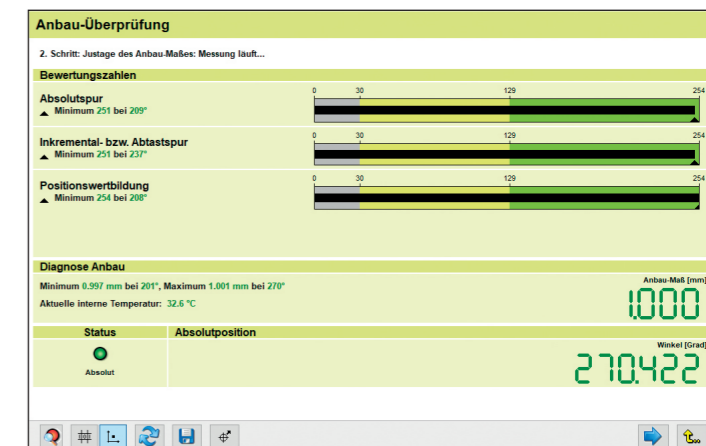 Anbau-Überprüfung
2. Schritt: Justage des Anbau-Maßes: Messung läuft...
Bewertungszahlen
0 30 129 254
Absolutspur
Minimum 251 bei 209°
0 30 129 254
Inkremental- bzw. Abtastspur
Minimum 251 bei 237°
0 30 129 254
Positionswertbildung
Minimum 254 bei 208°
Diagnose Anbau
Minimum 0.997 mm bei 201°, Maximum 1.001 mm bei 270°
Anbau-Maß [mm]
1.000
Aktuelle interne Temperatur: 32.6 °C
Status Absolutposition
Winkel [Grad]
270.422
Absolut